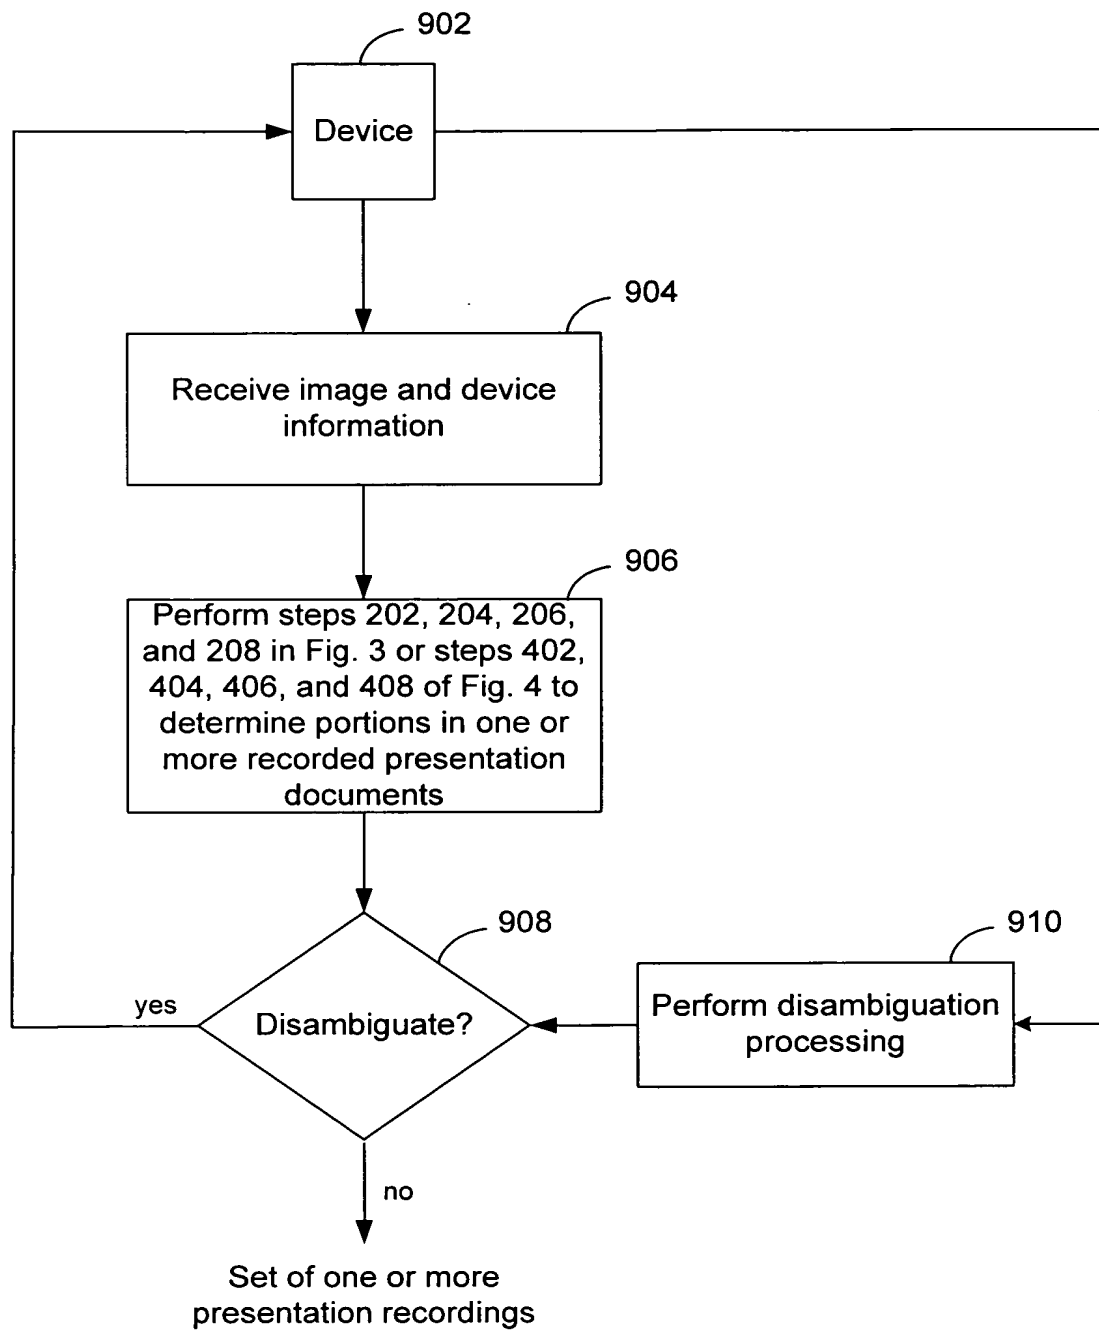 902
Device
904
Receive image and device
information
906
Perform steps 202, 204, 206,
and 208 in Fig. 3 or steps 402,
404, 406, and 408 of Fig. 4 to
determine portions in one or
more recorded presentation
documents
908
910
yes
Disambiguate?
Perform disambiguation
processing
no
Set of one or more
presentation recordings